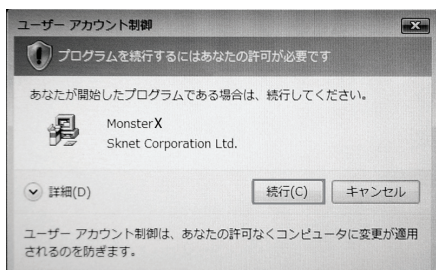 ユーザー アカウント制御
プログラムを続行するにはあなたの許可が必要です
あなたが開始したプログラムである場合は、続行してください。
MonsterX
Sknet Corporation Ltd.
詳細(D)
続行(C)
キャンセル
ユーザー アカウント制御は、あなたの許可なくコンピュータに変更が適用
されるのを防ぎます。